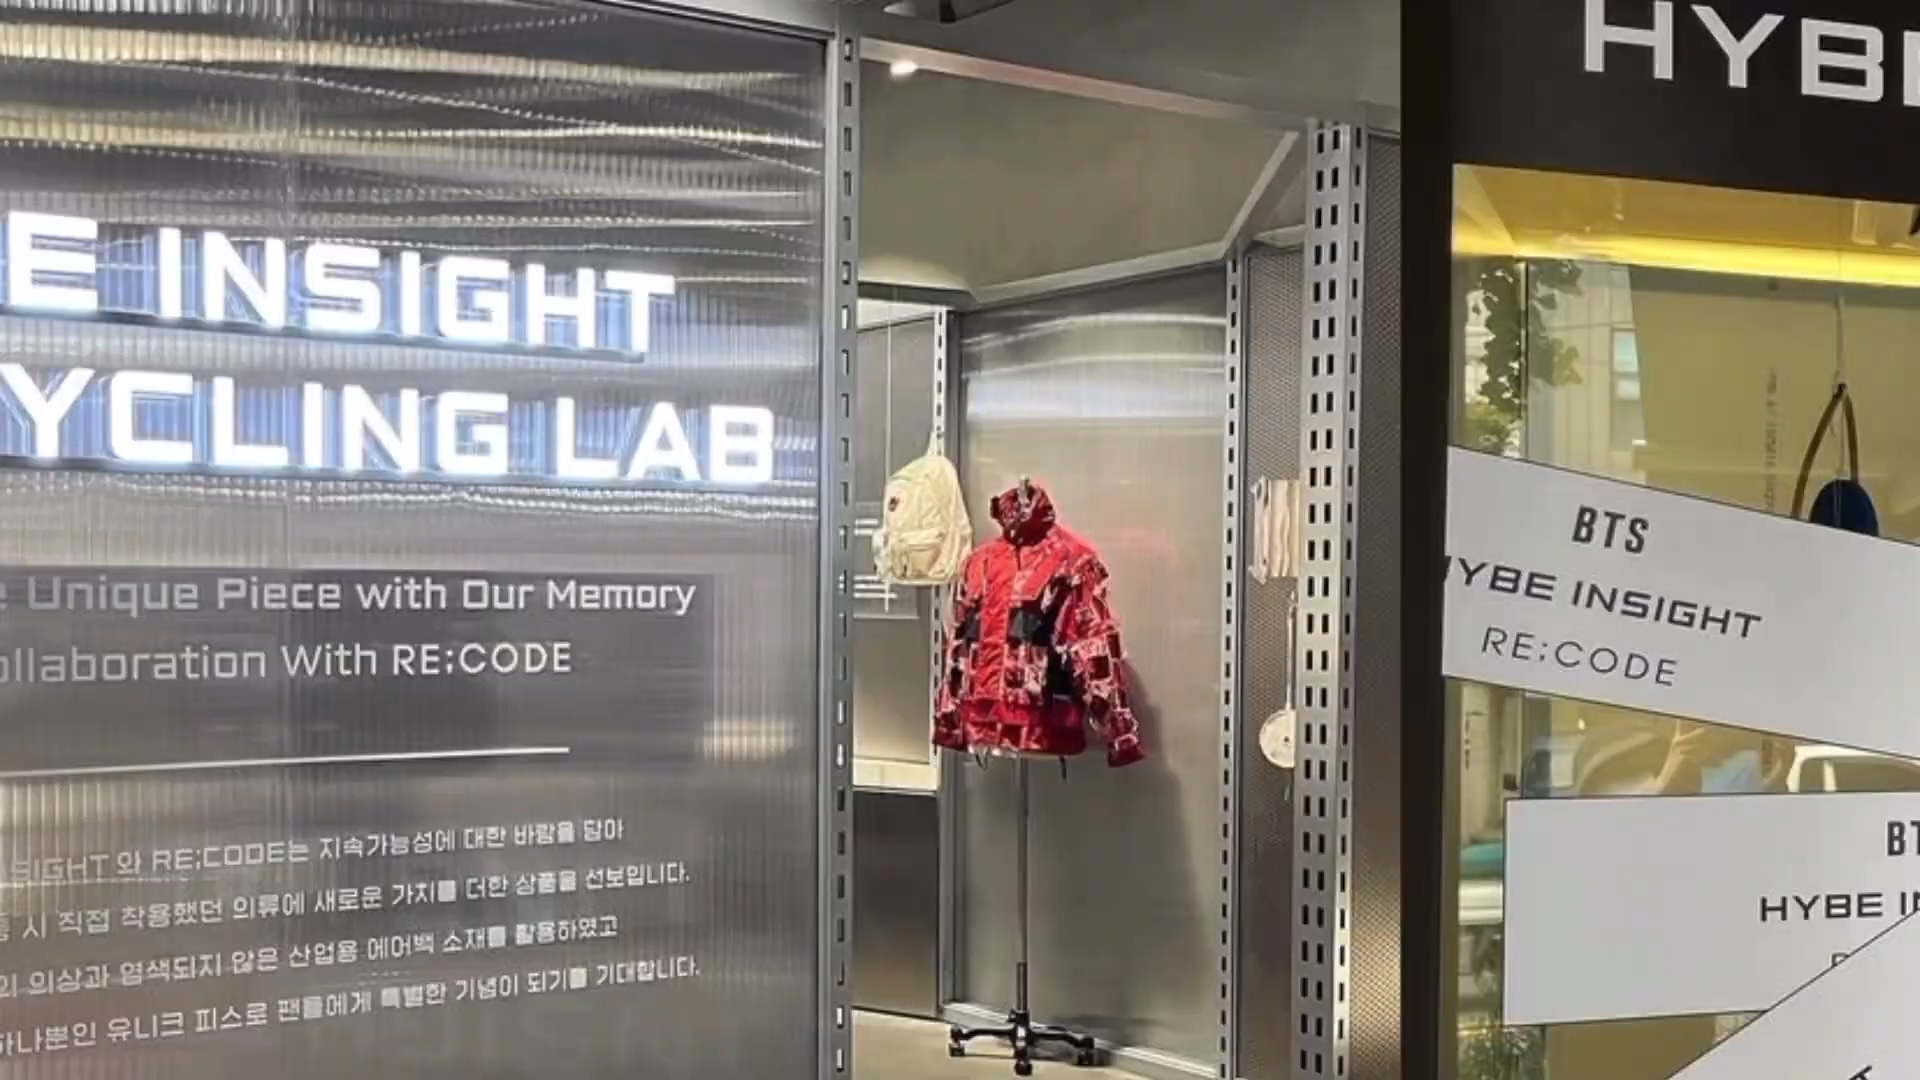 E INSIGHT
YCLING LAB
Unique Piece with Our Memory
ollaboration With RE;CODE
SIGHT 와 RE;CODE는 지속가능성에 대한 바람을 담아
시 직접 착용했던 의류에 새로운 가치를 더한 상품을 선보입니다.
의 의상과 염색되지 않은 산업용 에어백 소재를 활용하였고
하나뿐인 유니크 피스로 팬들에게 특별한 기념이 되기를 기대합니다.
HYBE
BTS
HYBE INSIGHT
RE;CODE
BT
HYBE IN